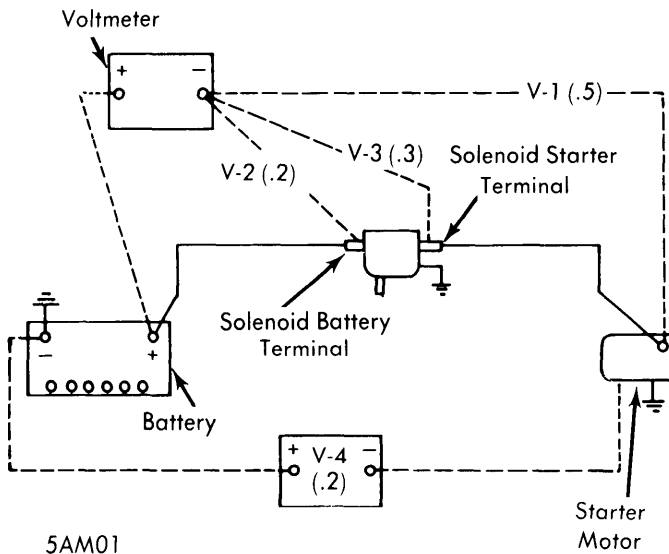 Voltmeter
+ −
V-1 (.5)
V-3 (.3)
V-2 (.2)
Solenoid Starter
Terminal
Solenoid Battery
Terminal
− +
Battery
+ V-4 −
(.2)
Starter
Motor
5AM01